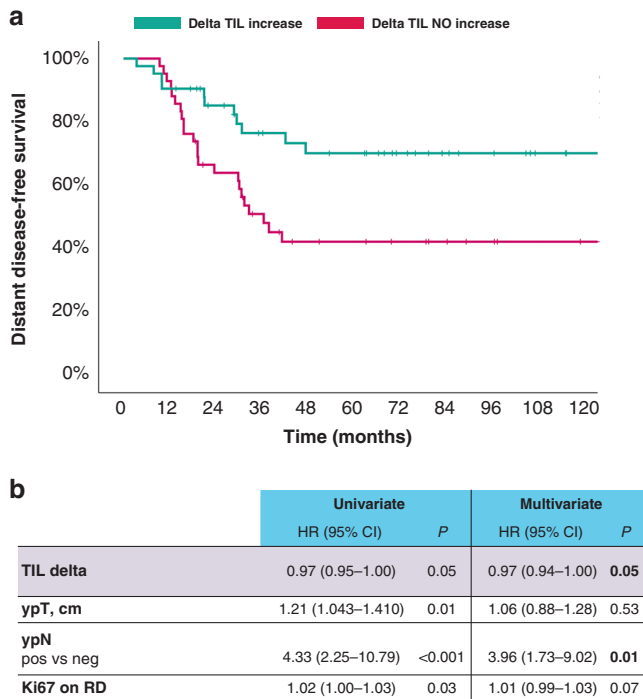 a
Delta TIL increase Delta TIL NO increase
Distant disease-free survival
100%
80%
60%
40%
20%
0%
0 12 24 36 48 60 72 84 96 108 120
Time (months)
b
Univariate Multivariate
HR (95% CI) P HR (95% CI) P
TIL delta 0.97 (0.95–1.00) 0.05 0.97 (0.94–1.00) 0.05
ypT, cm 1.21 (1.043–1.410) 0.01 1.06 (0.88–1.28) 0.53
ypN
pos vs neg 4.33 (2.25–10.79) <0.001 3.96 (1.73–9.02) 0.01
Ki67 on RD 1.02 (1.00–1.03) 0.03 1.01 (0.99–1.03) 0.07